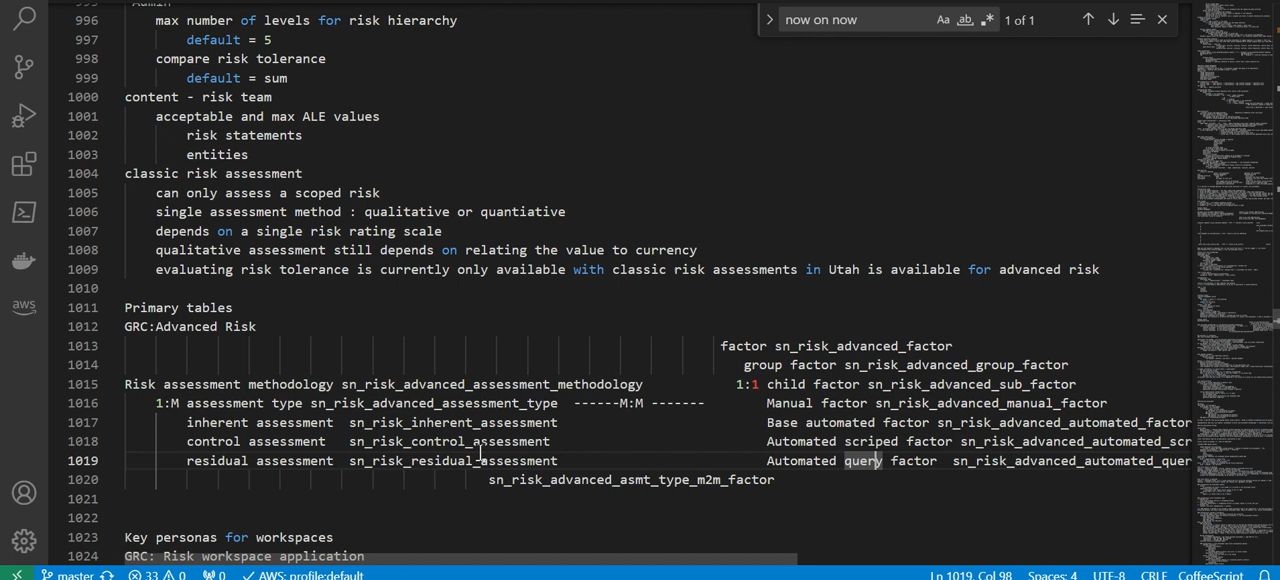 Admin
996 max number of levels for risk hierarchy
997 default = 5
998 compare risk tolerance
999 default = sum
1000 content - risk team
1001 acceptable and max ALE values
1002 risk statements
1003 entities
1004 classic risk assessment
1005 can only assess a scoped risk
1006 single assessment method : qualitative or quantiative
1007 depends on a single risk rating scale
1008 qualitative assessment still depends on relating the value to currency
1009 evaluating risk tolerance is currently only available with classic risk assessments in Utah is available for advanced risk
1010
1011 Primary tables
1012 GRC:Advanced Risk
1013 factor sn_risk_advanced_factor
1014 group factor sn_risk_advanced_group_factor
1015 Risk assessment methodology sn_risk_advanced_assessment_methodology 1:1 child factor sn_risk_advanced_sub_factor
1016 1:M assessment type sn_risk_advanced_assessment_type ------M:M ------- Manual factor sn_risk_advanced_manual_factor
1017 inherent assessment sn_risk_inherent_assessment Base automated factor sn_risk_advanced_automated_factor
1018 control assessment sn_risk_control_assessment Automated scriped factor sn_risk_advanced_automated_scr
1019 residual assessment sn_risk_residual_assessment Automated query factor sn_risk_advanced_automated_quer
1020 sn_risk_advanced_asmt_type_m2m_factor
1021
1022
1023 Key personas for workspaces
1024 GRC: Risk workspace application
now on now Aa ab 1 of 1
aws
master 33 0 0 AWS: profile:default Ln 1019, Col 98 Spaces: 4 UTF-8 CRLF CoffeeScript